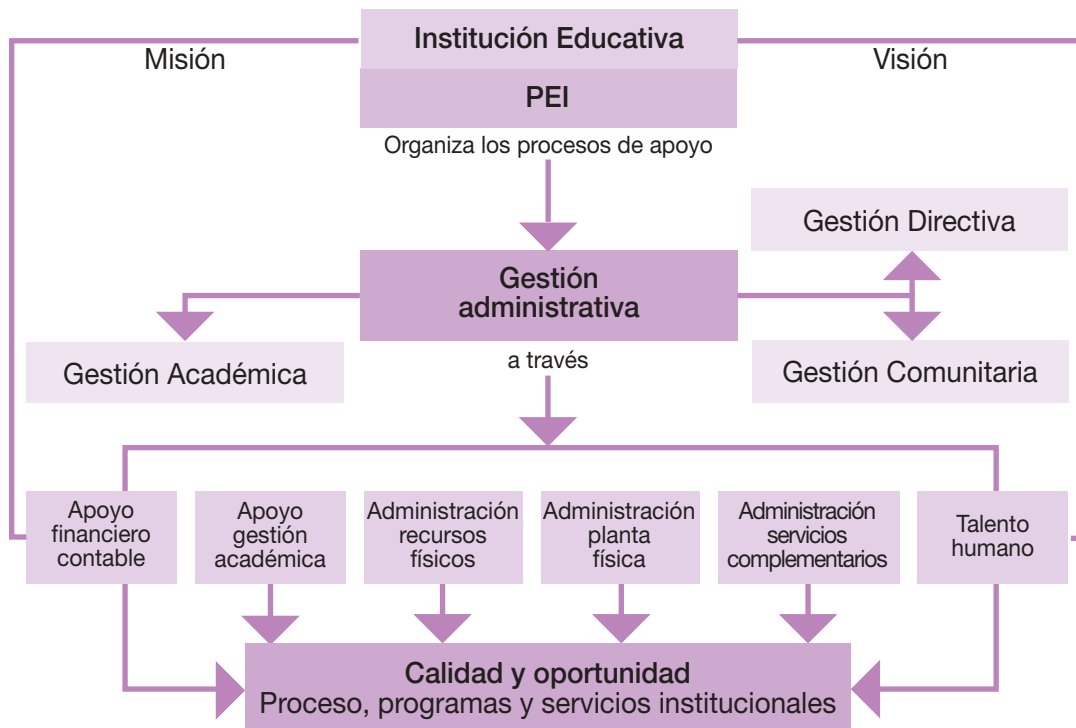 Institución Educativa
Misión
Visión
PEI
Organiza los procesos de apoyo
Gestión Directiva
Gestión
administrativa
Gestión Académica
a través
Gestión Comunitaria
Apoyo
financiero
contable
Apoyo
gestión
académica
Administración
recursos
físicos
Administración
planta
física
Administración
servicios
complementarios
Talento
humano
Calidad y oportunidad
Proceso, programas y servicios institucionales